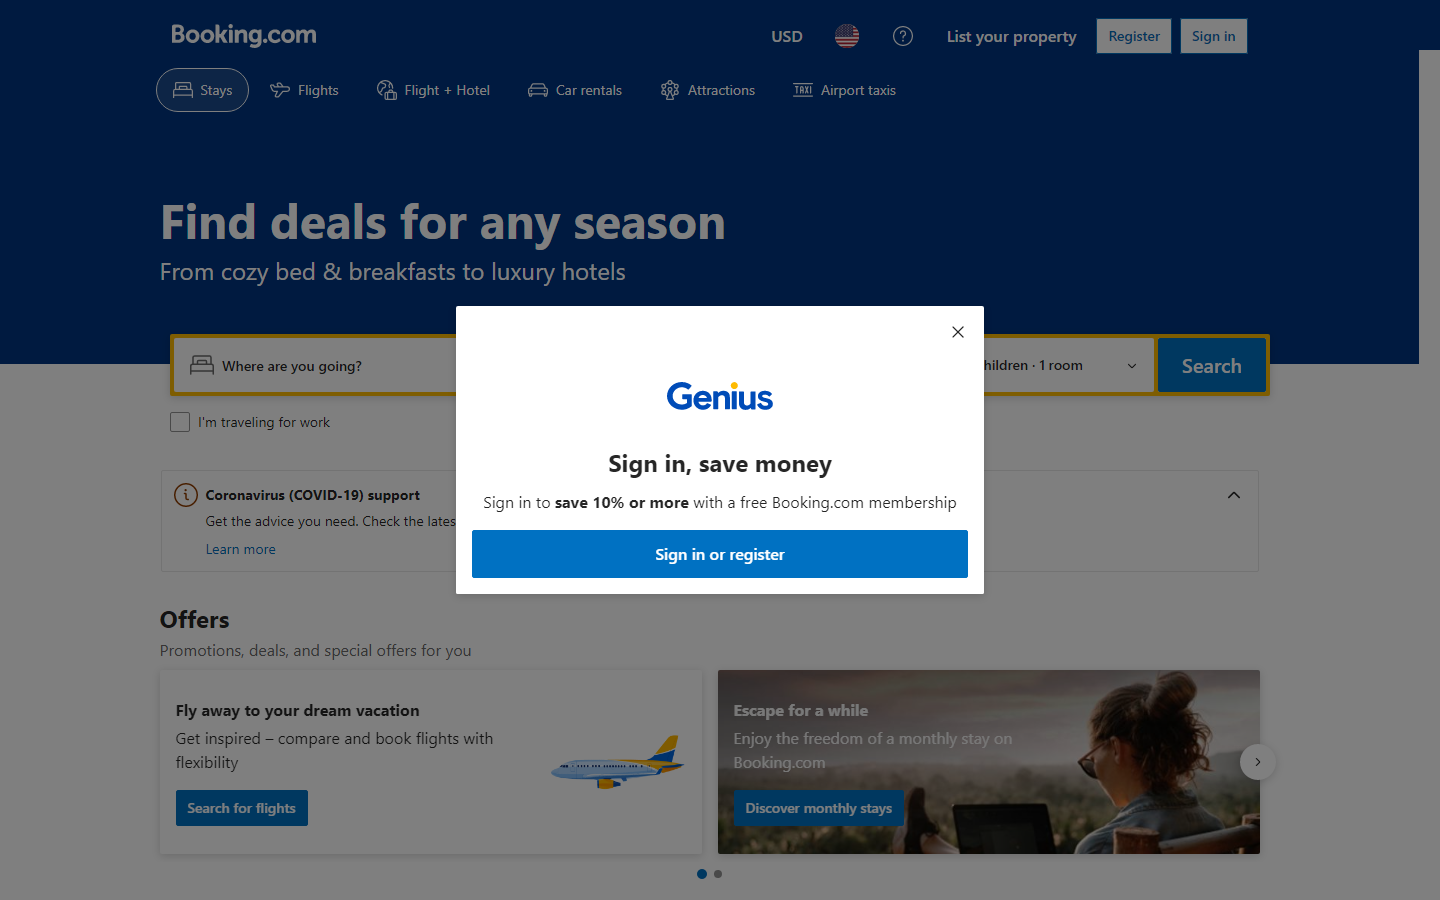 Booking.com
USD
List your property
Register
Sign in
Stays
Flights
Flight + Hotel
Car rentals
Attractions
TAXI
Airport taxis
Find deals for any season
From cozy bed & breakfasts to luxury hotels
Where are you going?
hildren · 1 room
Search
I'm traveling for work
Genius
Sign in, save money
Sign in to save 10% or more with a free Booking.com membership
Sign in or register
Coronavirus (COVID-19) support
Get the advice you need. Check the lates
Learn more
Offers
Promotions, deals, and special offers for you
Fly away to your dream vacation
Get inspired – compare and book flights with
flexibility
Search for flights
Escape for a while
Enjoy the freedom of a monthly stay on
Booking.com
Discover monthly stays